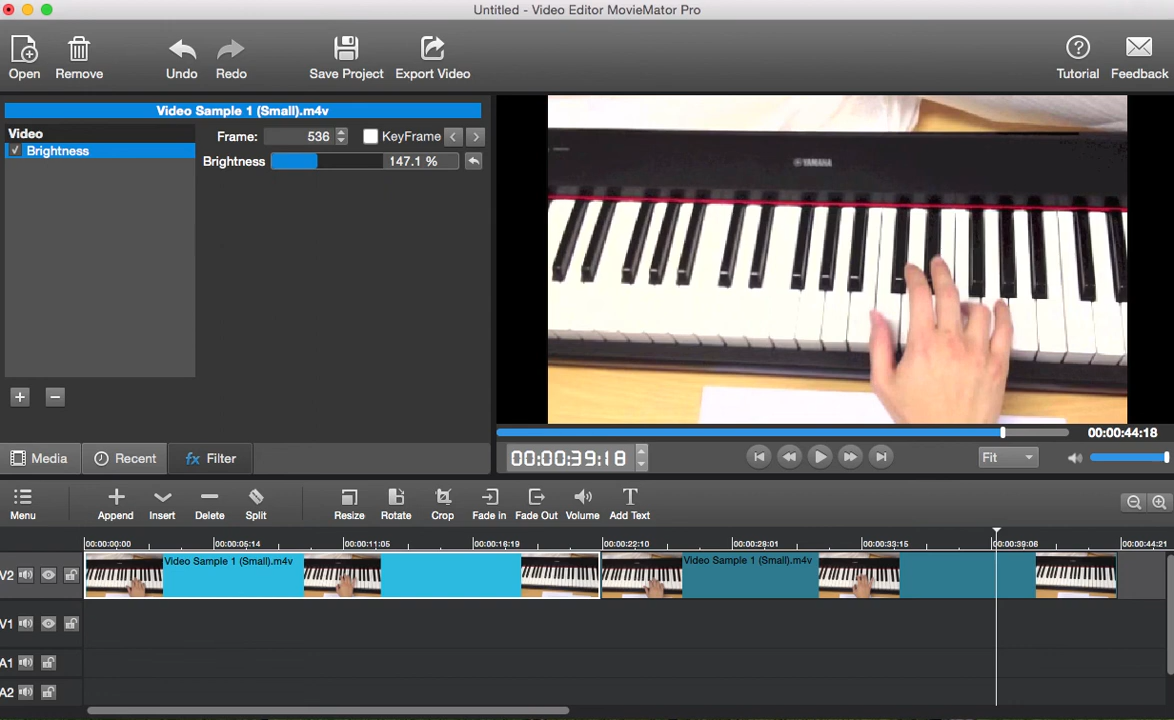 Untitled - Video Editor MovieMator Pro
Open Remove Undo Redo Save Project Export Video Tutorial Feedback
Video Sample 1 (Small).m4v
Video
Frame: 536 KeyFrame < >
✓ Brightness
Brightness 147.1 %
YAMAHA
+ −
00:00:44:18
Media Recent fx Filter
00:00:39:18 Fit
Menu Append Insert Delete Split Resize Rotate Crop Fade in Fade Out Volume Add Text
00:00:00:00 00:00:05:14 00:00:11:05 00:00:16:19 00:00:22:10 00:00:28:01 00:00:33:15 00:00:39:06 00:00:44:21
Video Sample 1 (Small).m4v Video Sample 1 (Small).m4v
V2
V1
A1
A2